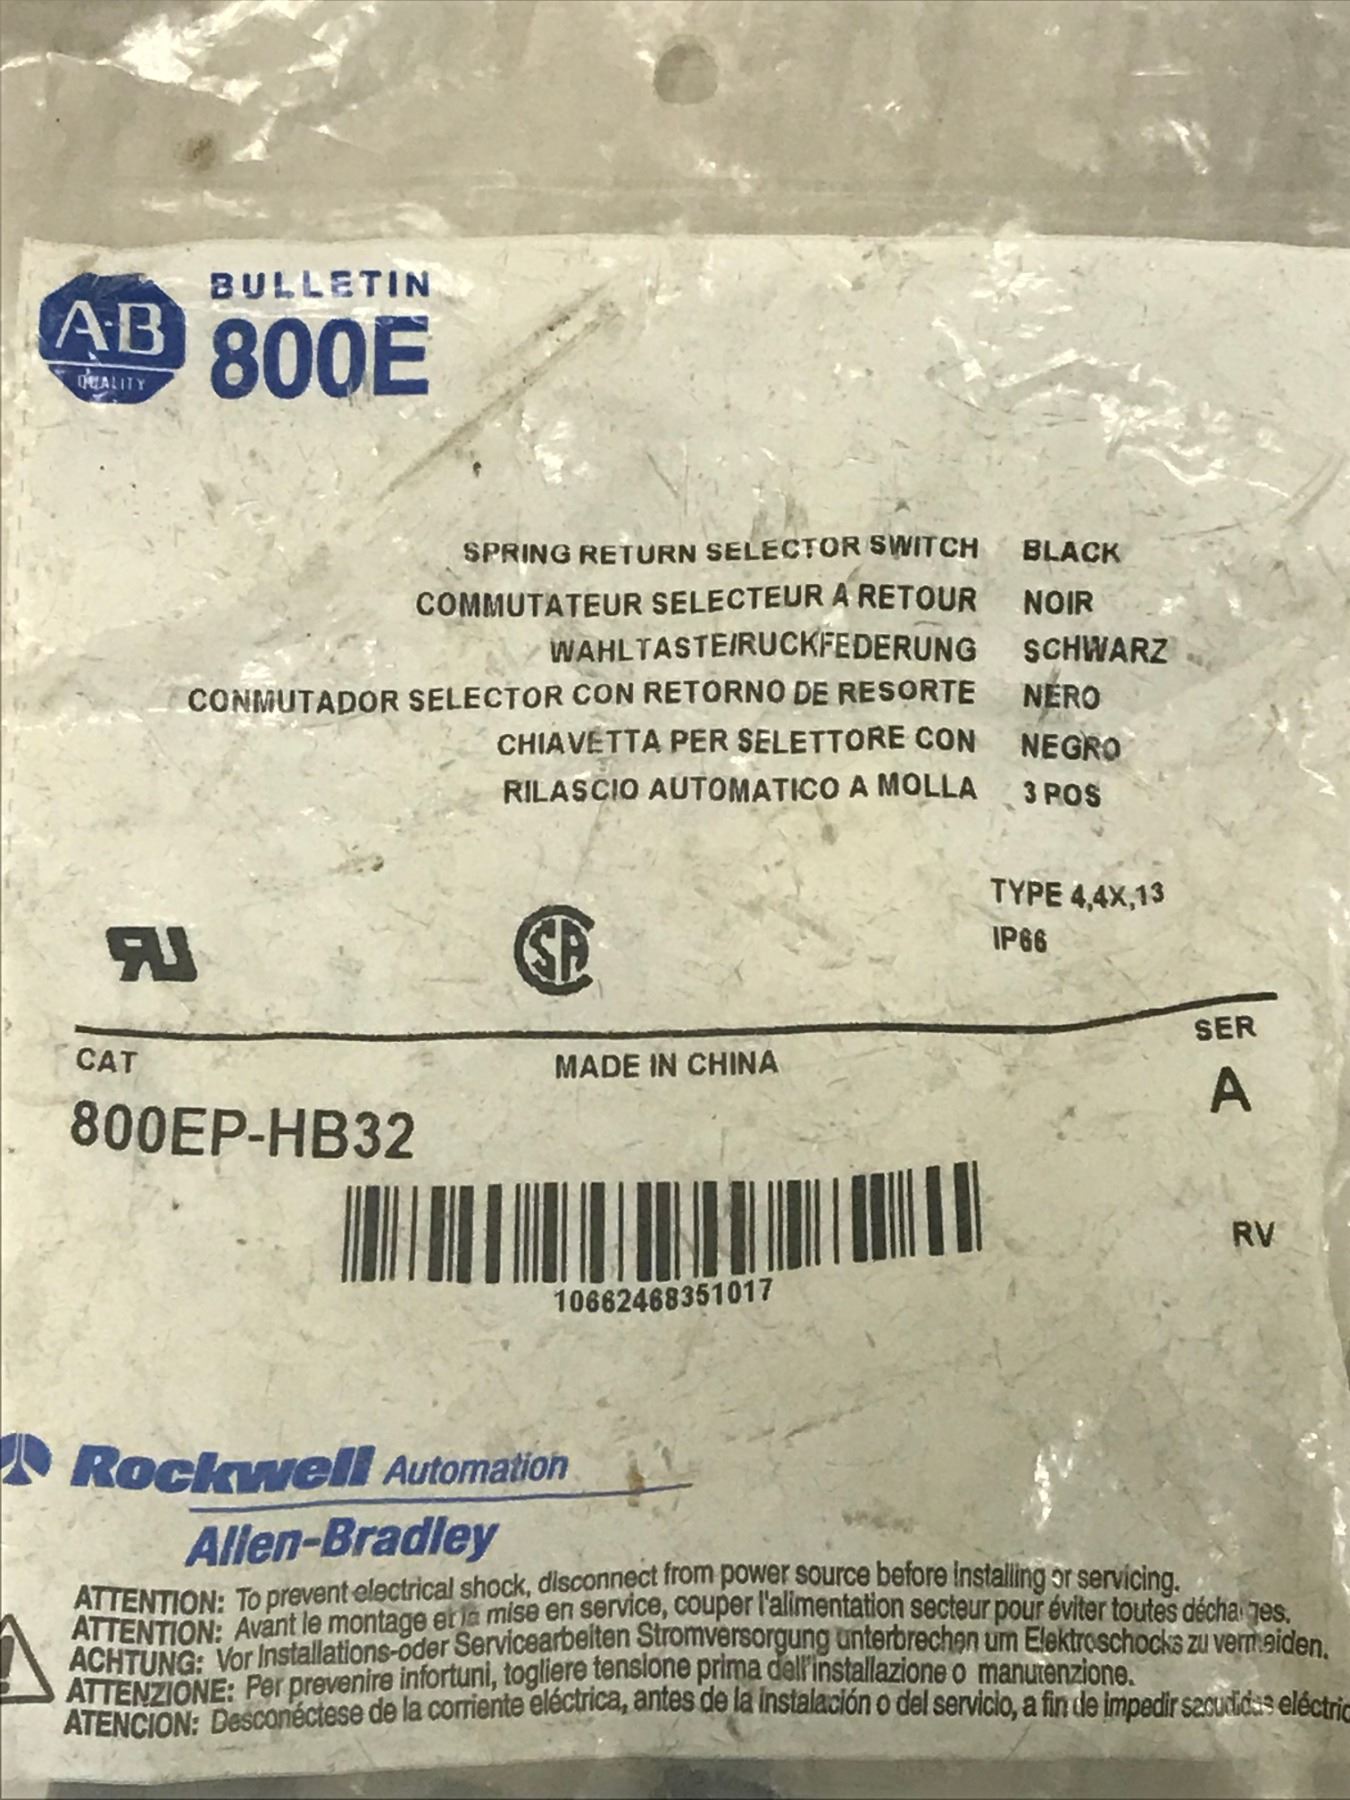 A-B
QUALITY
BULLETIN
800E
SPRING RETURN SELECTOR SWITCH BLACK
COMMUTATEUR SELECTEUR A RETOUR NOIR
WAHLTASTE/RUCKFEDERUNG SCHWARZ
CONMUTADOR SELECTOR CON RETORNO DE RESORTE NERO
CHIAVETTA PER SELETTORE CON NEGRO
RILASCIO AUTOMATICO A MOLLA 3 POS
TYPE 4,4X,13
IP66
CAT MADE IN CHINA SER
800EP-HB32 A
RV
10662468351017
Rockwell Automation
Allen-Bradley
ATTENTION: To prevent electrical shock, disconnect from power source before installing or servicing.
ATTENTION: Avant le montage et la mise en service, couper l'alimentation secteur pour éviter toutes décharges.
ACHTUNG: Vor Installations-oder Servicearbeiten Stromversorgung unterbrechen um Elektroschocks zu vermeiden.
ATTENZIONE: Per prevenire infortuni, togliere tensione prima dell'installazione o manutenzione.
ATENCION: Desconéctese de la corriente eléctrica, antes de la instalación o del servicio, a fin de impedir sacudidas eléctric